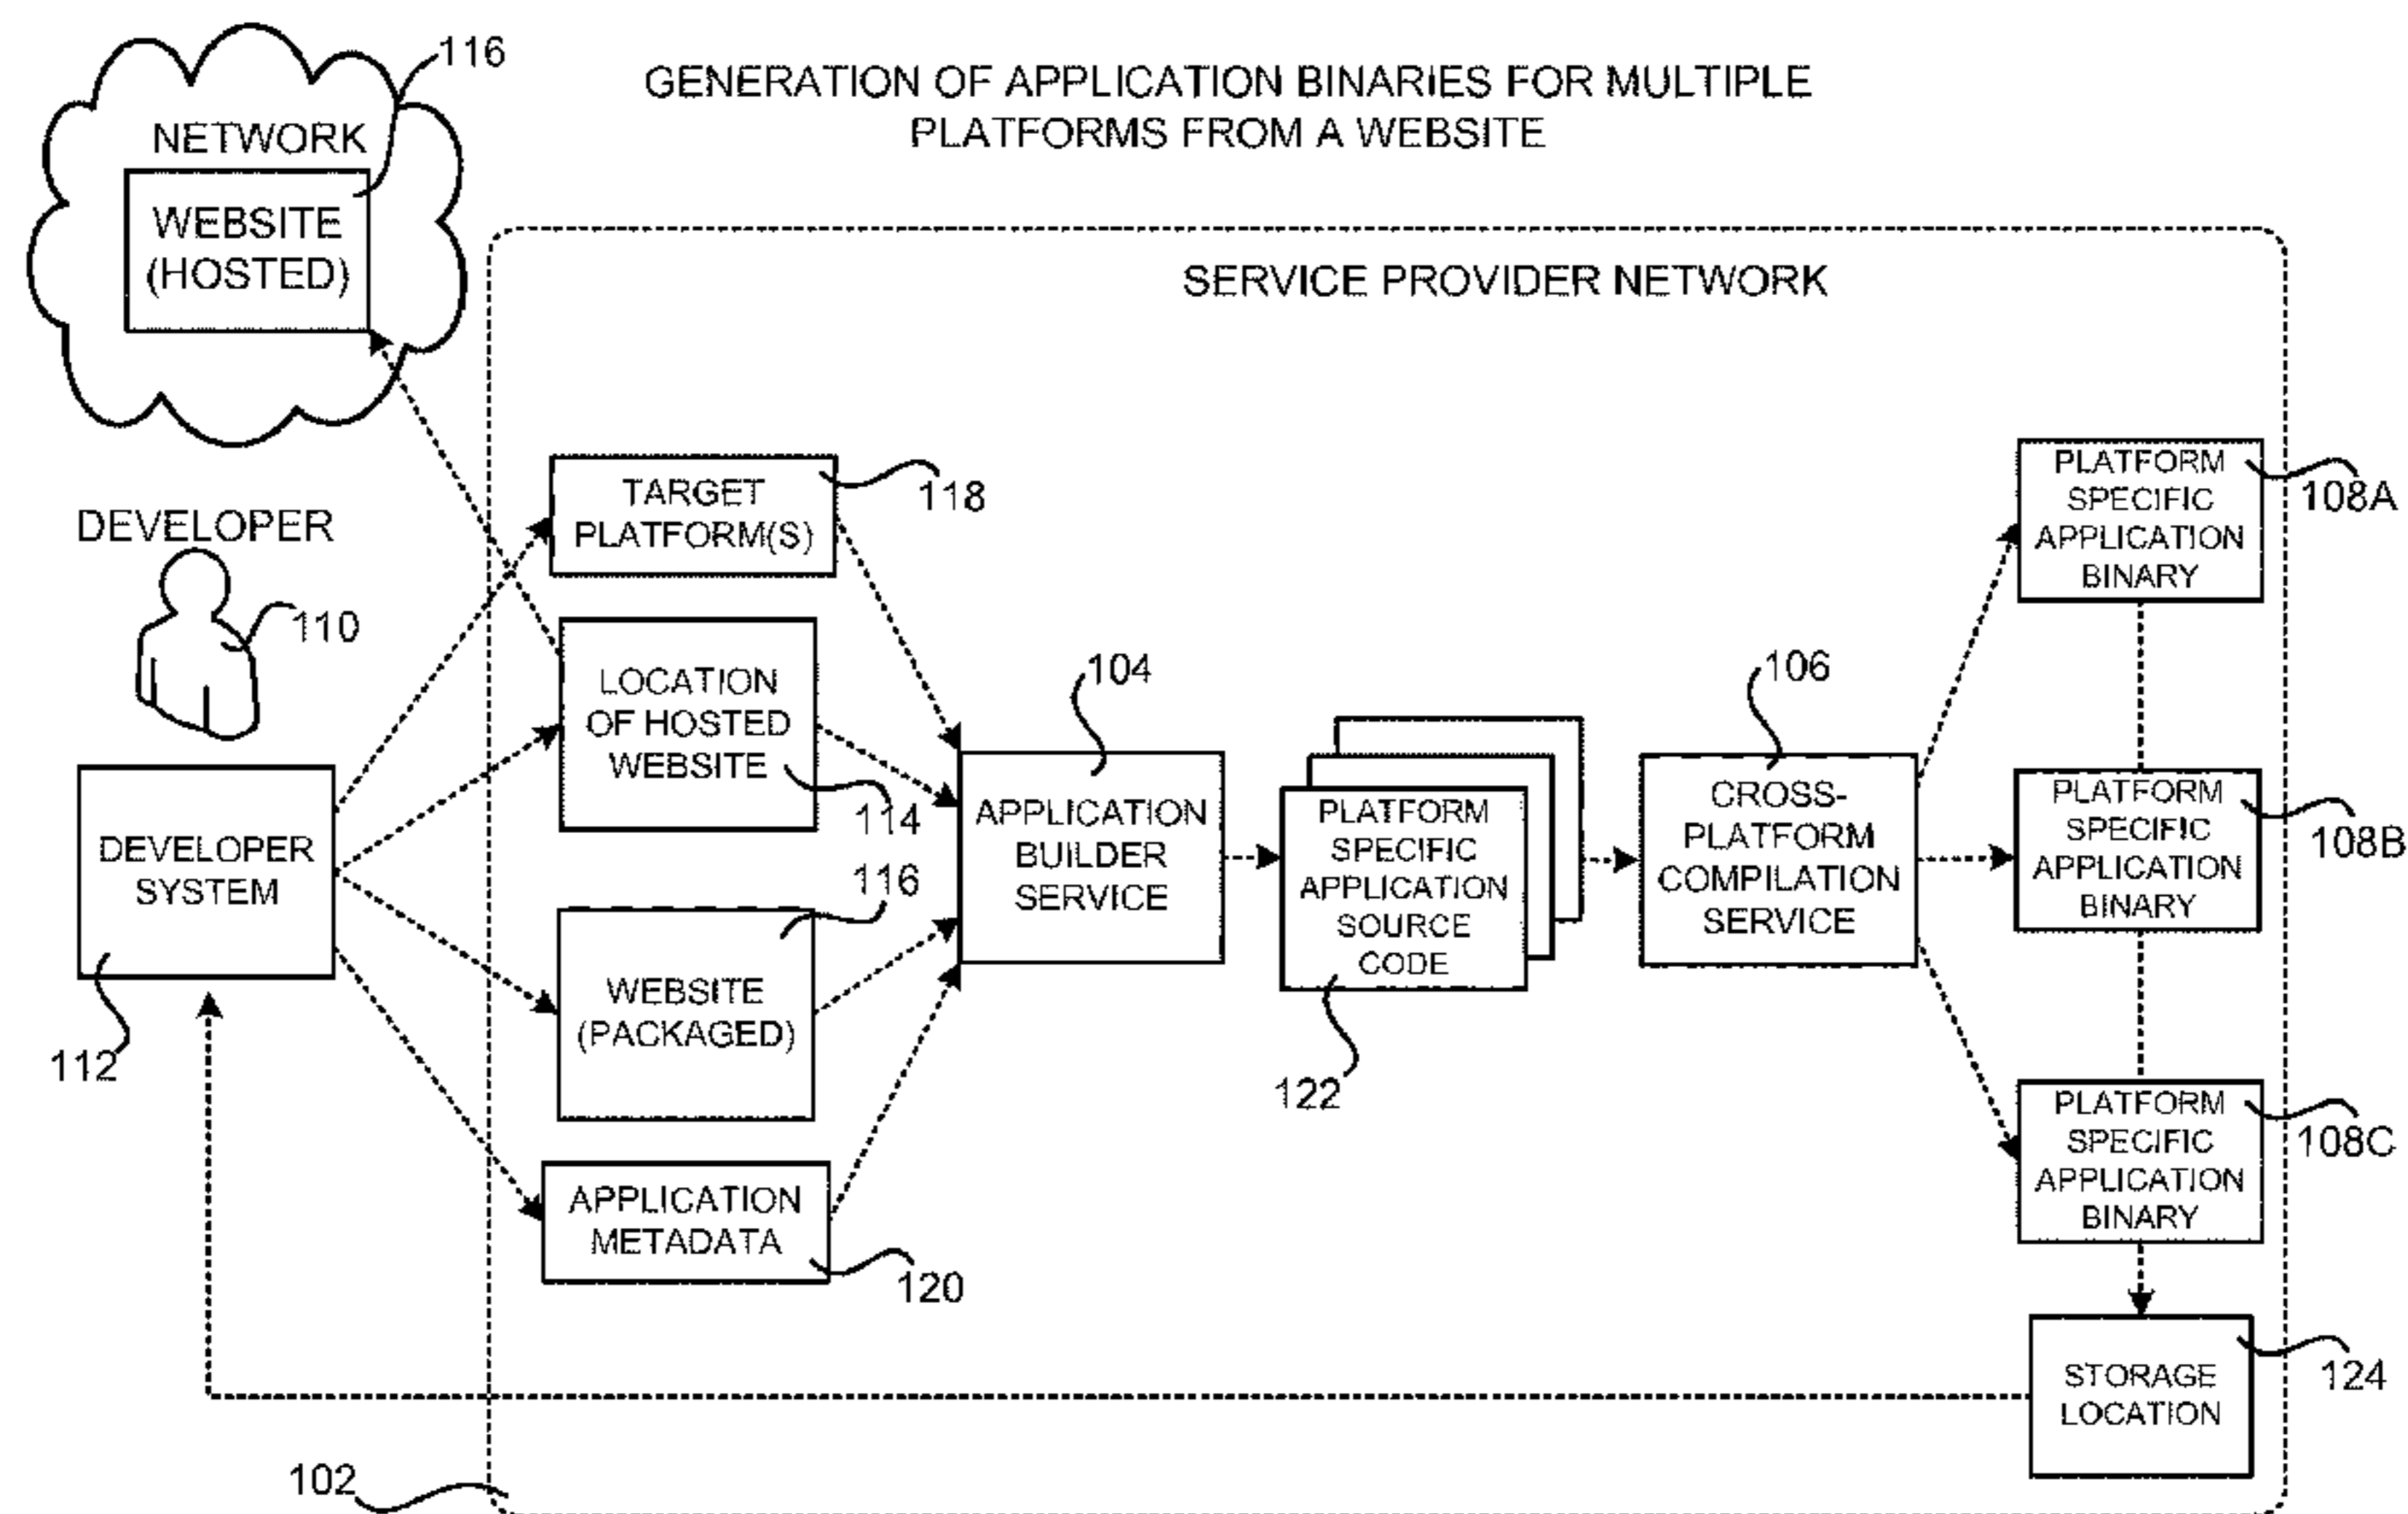 GENERATION OF APPLICATION BINARIES FOR MULTIPLE
PLATFORMS FROM A WEBSITE
116
NETWORK
WEBSITE
(HOSTED)
SERVICE PROVIDER NETWORK
DEVELOPER
110
DEVELOPER
SYSTEM
112
TARGET
PLATFORM(S)
118
LOCATION
OF HOSTED
WEBSITE
114
116
WEBSITE
(PACKAGED)
APPLICATION
METADATA
120
104
APPLICATION
BUILDER
SERVICE
PLATFORM
SPECIFIC
APPLICATION
SOURCE
CODE
122
106
CROSS-
PLATFORM
COMPILATION
SERVICE
PLATFORM
SPECIFIC
APPLICATION
BINARY
108A
PLATFORM
SPECIFIC
APPLICATION
BINARY
108B
PLATFORM
SPECIFIC
APPLICATION
BINARY
108C
STORAGE
LOCATION
124
102